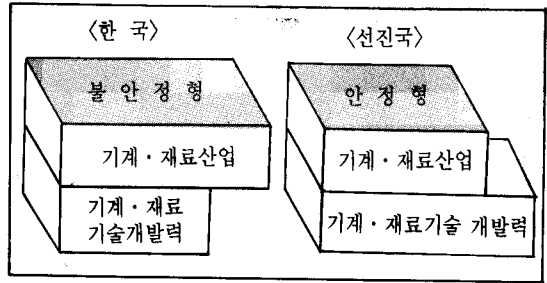 〈한 국〉
불 안 정 형
기계·재료산업
기계·재료
기술개발력
〈선진국〉
안 정 형
기계·재료산업
기계·재료기술 개발력